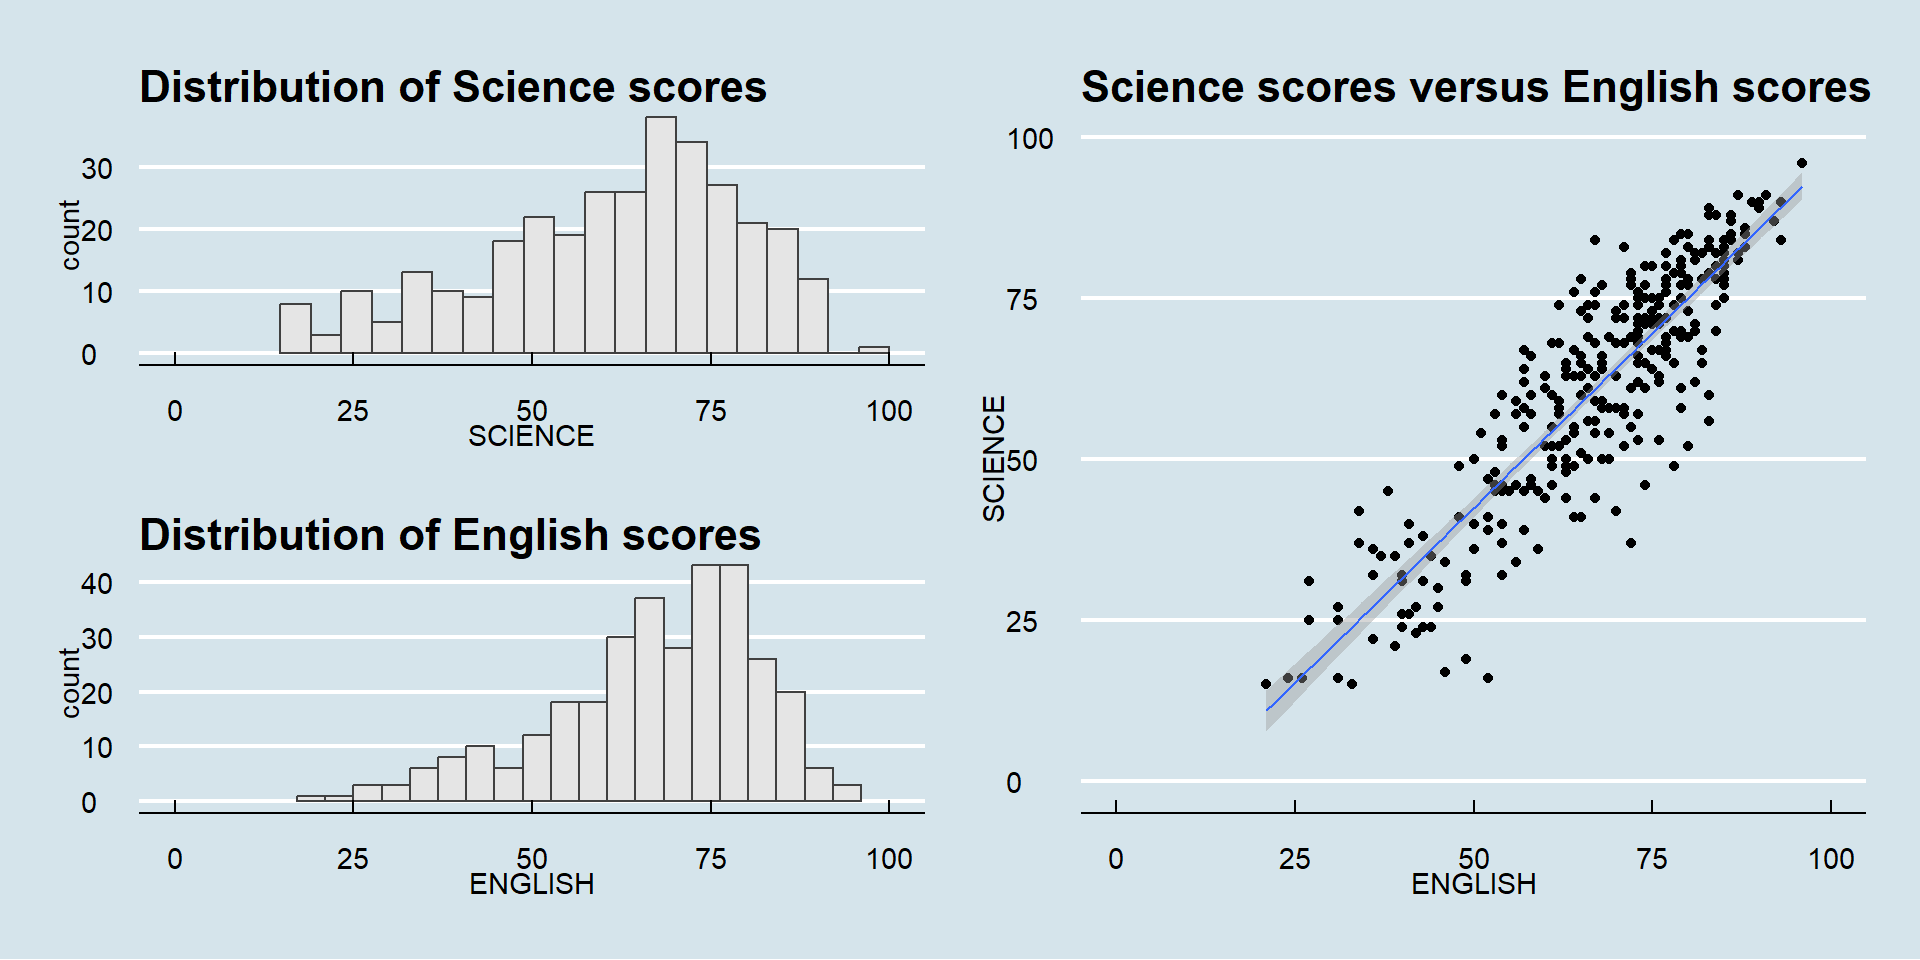 Distribution of Science scores
count
30
20
10
0
0 25 50 75 100
SCIENCE
Distribution of English scores
count
40
30
20
10
0
0 25 50 75 100
ENGLISH
Science scores versus English scores
SCIENCE
100
75
50
25
0
0 25 50 75 100
ENGLISH